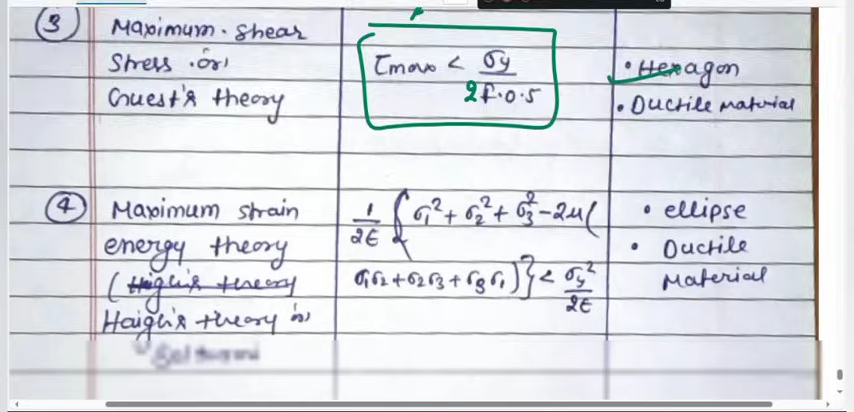 ③ Maximum shear
Stress or
Guest's theory
τmax < σy / 2 f.o.s
• Hexagon
• Ductile material
④ Maximum strain
energy theory
(Haigh's theory
Haigh's theory or
1/2E { σ1² + σ2² + σ3² - 2μ (
σ1σ2 + σ2σ3 + σ3σ1) } < σy²/2E
• ellipse
• Ductile
Material